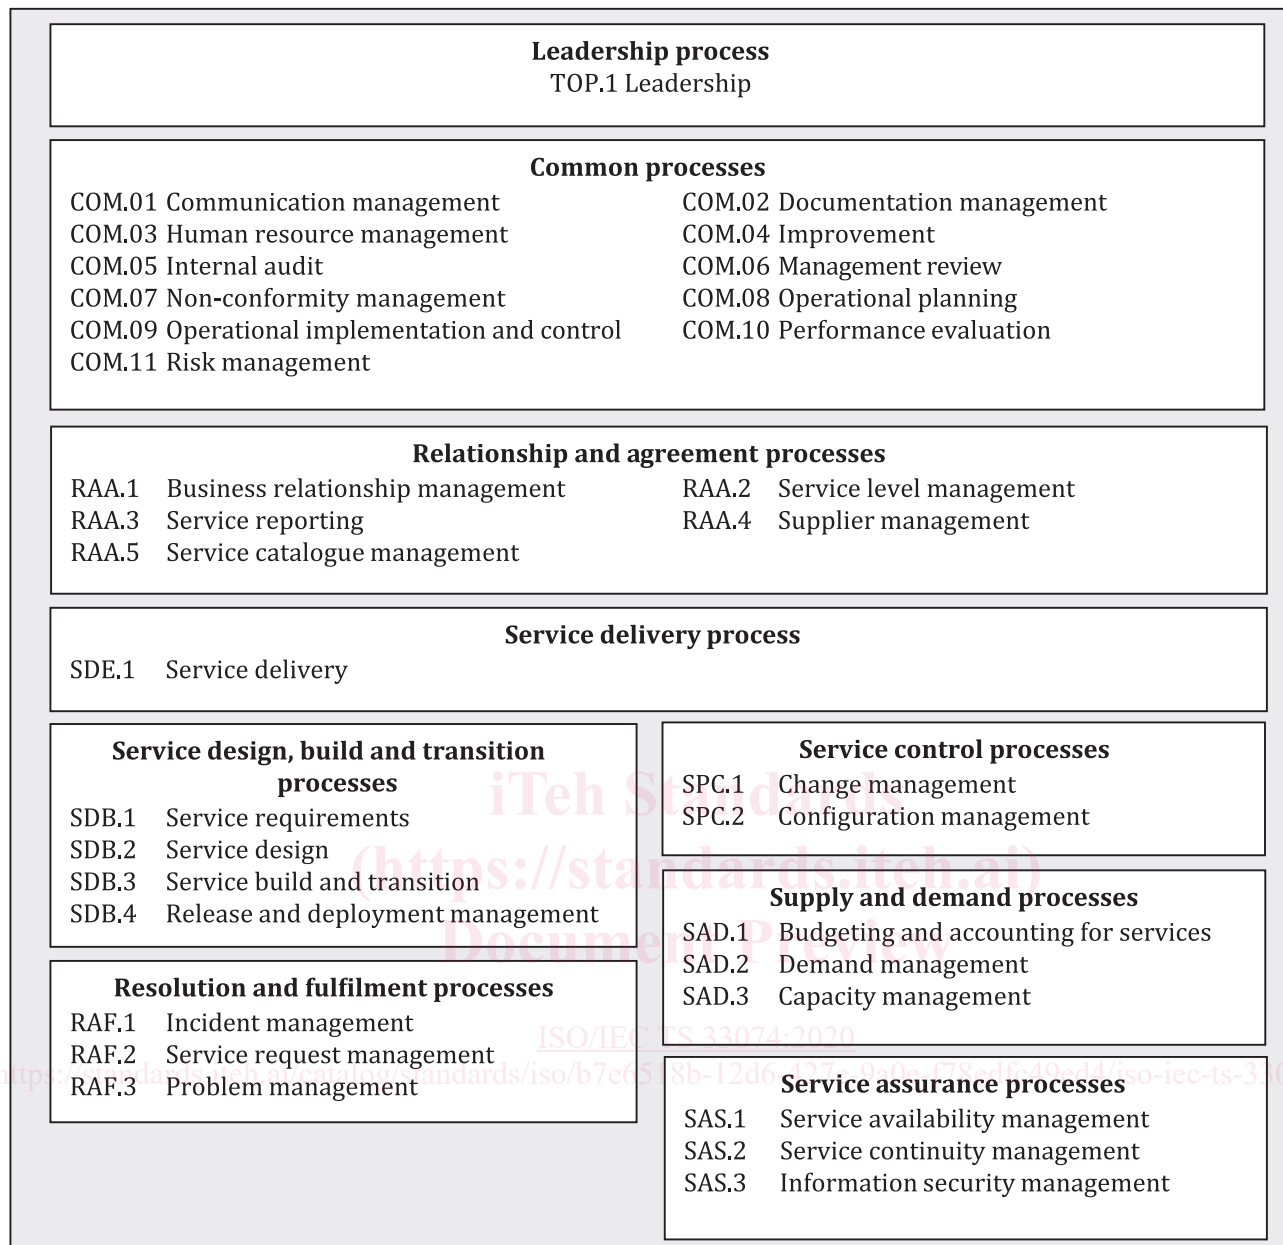 Leadership process
TOP.1 Leadership
Common processes
COM.01 Communication management
COM.02 Documentation management
COM.03 Human resource management
COM.04 Improvement
COM.05 Internal audit
COM.06 Management review
COM.07 Non-conformity management
COM.08 Operational planning
COM.09 Operational implementation and control
COM.10 Performance evaluation
COM.11 Risk management
Relationship and agreement processes
RAA.1 Business relationship management
RAA.2 Service level management
RAA.3 Service reporting
RAA.4 Supplier management
RAA.5 Service catalogue management
Service delivery process
SDE.1 Service delivery
Service design, build and transition
processes
SDB.1 Service requirements
SDB.2 Service design
SDB.3 Service build and transition
SDB.4 Release and deployment management
Service control processes
SPC.1 Change management
SPC.2 Configuration management
Supply and demand processes
SAD.1 Budgeting and accounting for services
SAD.2 Demand management
SAD.3 Capacity management
Resolution and fulfilment processes
RAF.1 Incident management
RAF.2 Service request management
RAF.3 Problem management
Service assurance processes
SAS.1 Service availability management
SAS.2 Service continuity management
SAS.3 Information security management
iTeh Standards
(https://standards.iteh.ai)
Document Preview
ISO/IEC TS 33074:2020